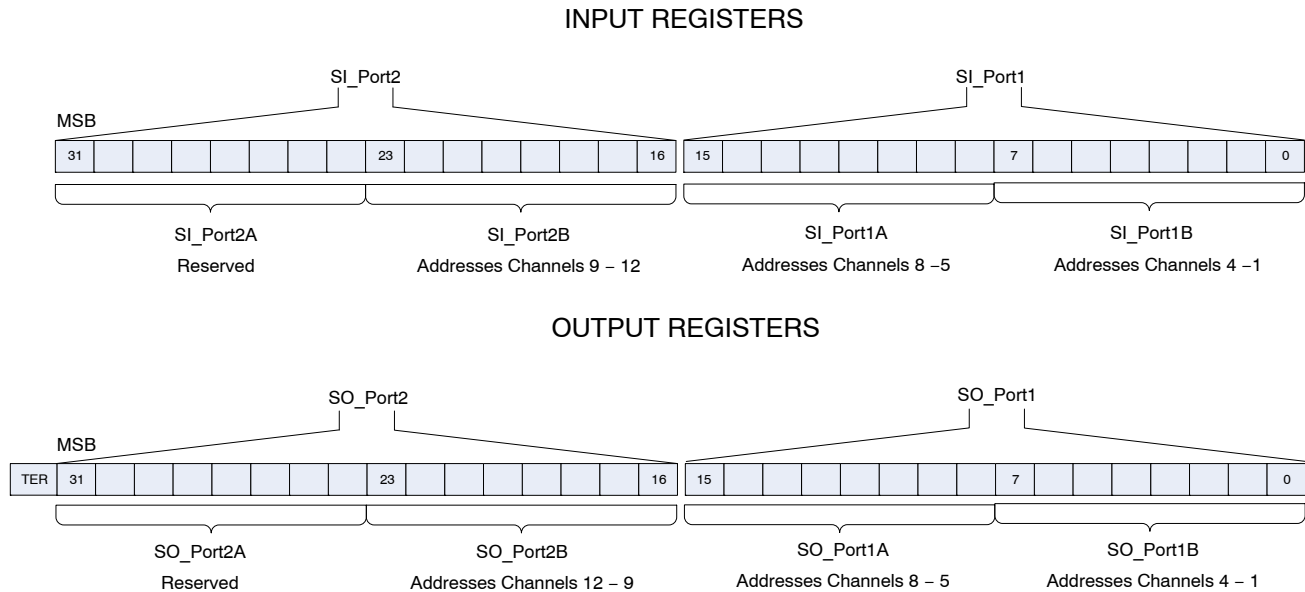 INPUT REGISTERS
SI_Port2
SI_Port1
MSB
31
23
16
15
7
0
SI_Port2A
SI_Port2B
SI_Port1A
SI_Port1B
Reserved
Addresses Channels 9 − 12
Addresses Channels 8 −5
Addresses Channels 4 −1
OUTPUT REGISTERS
SO_Port2
SO_Port1
MSB
TER
31
23
16
15
7
0
SO_Port2A
SO_Port2B
SO_Port1A
SO_Port1B
Reserved
Addresses Channels 12 − 9
Addresses Channels 8 − 5
Addresses Channels 4 − 1